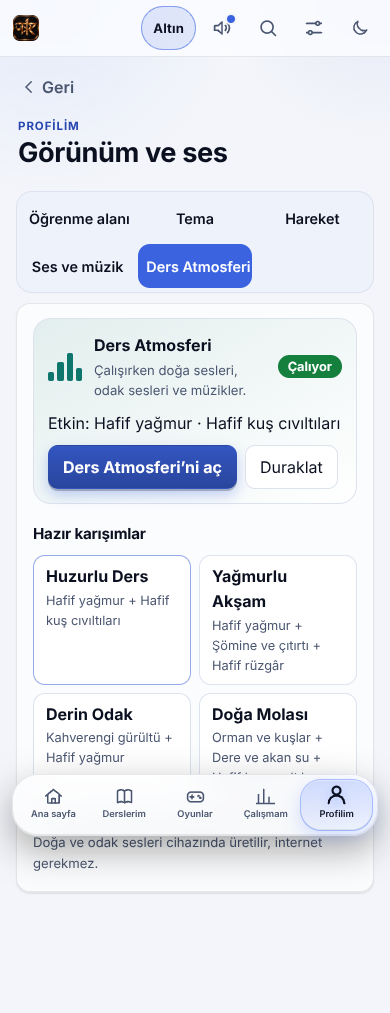 Altın
Geri
PROFİLİM
Görünüm ve ses
Öğrenme alanı
Tema
Hareket
Ses ve müzik
Ders Atmosferi
Ders Atmosferi
Çalışırken doğa sesleri,
odak sesleri ve müzikler.
Çalıyor
Etkin: Hafif yağmur · Hafif kuş cıvıltıları
Ders Atmosferi’ni aç
Duraklat
Hazır karışımlar
Huzurlu Ders
Hafif yağmur + Hafif
kuş cıvıltıları
Yağmurlu
Akşam
Hafif yağmur +
Şömine ve çıtırtı +
Hafif rüzgâr
Derin Odak
Kahverengi gürültü +
Hafif yağmur
Doğa Molası
Orman ve kuşlar +
Dere ve akan su +
Ana sayfa
Derslerim
Oyunlar
Çalışmam
Profilim
Doğa ve odak sesleri cihazında üretilir, internet
gerekmez.